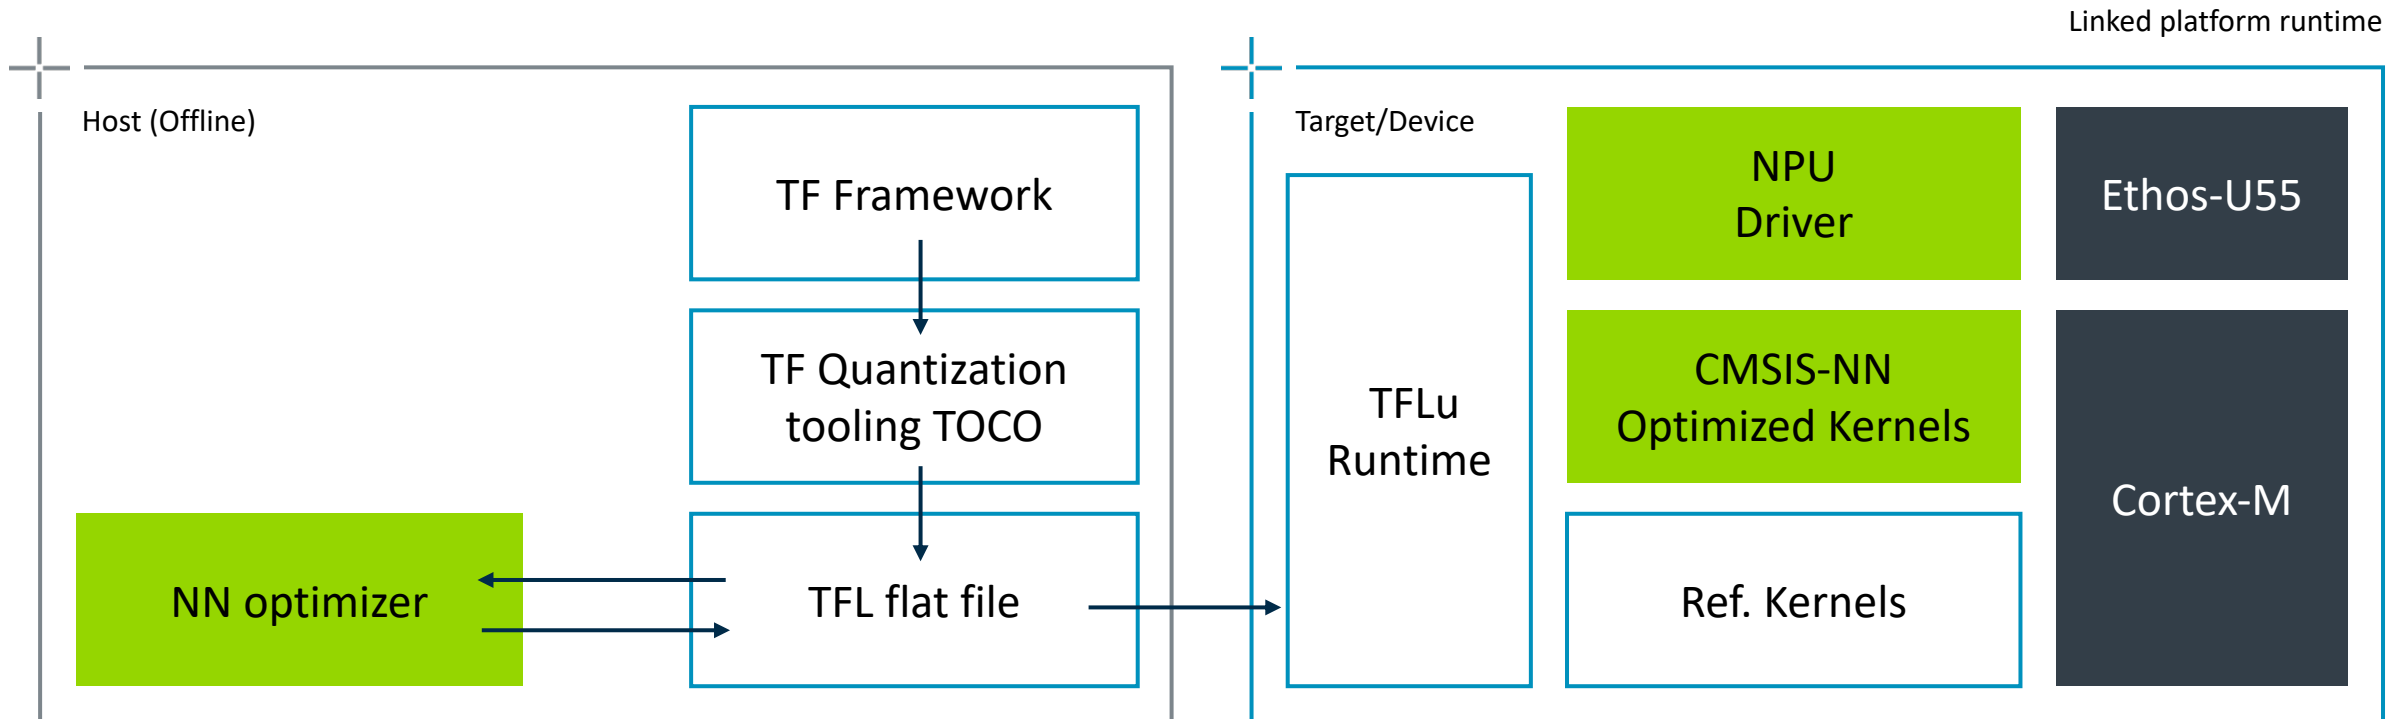 Linked platform runtime
Host (Offline)
TF Framework
TF Quantization
tooling TOCO
NN optimizer
TFL flat file
Target/Device
TFLu
Runtime
NPU
Driver
CMSIS-NN
Optimized Kernels
Ref. Kernels
Ethos-U55
Cortex-M